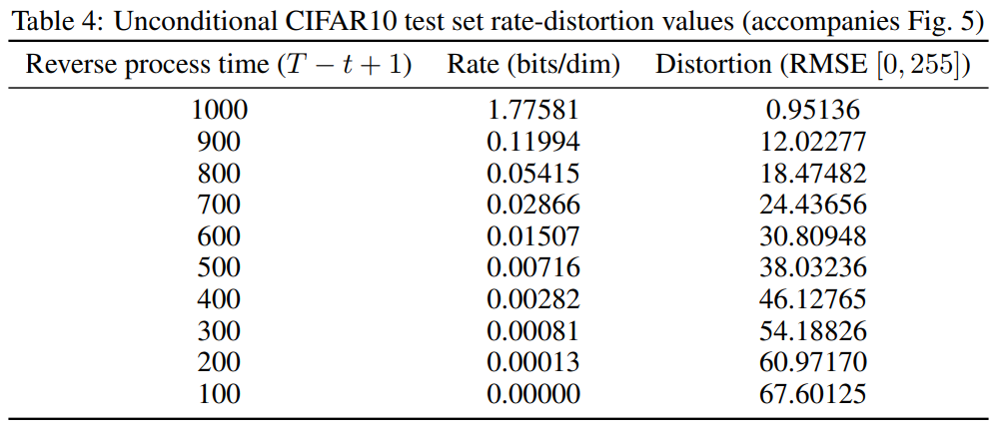 Table 4: Unconditional CIFAR10 test set rate-distortion values (accompanies Fig. 5)
Reverse process time (T − t + 1) Rate (bits/dim) Distortion (RMSE [0, 255])
1000 1.77581 0.95136
900 0.11994 12.02277
800 0.05415 18.47482
700 0.02866 24.43656
600 0.01507 30.80948
500 0.00716 38.03236
400 0.00282 46.12765
300 0.00081 54.18826
200 0.00013 60.97170
100 0.00000 67.60125